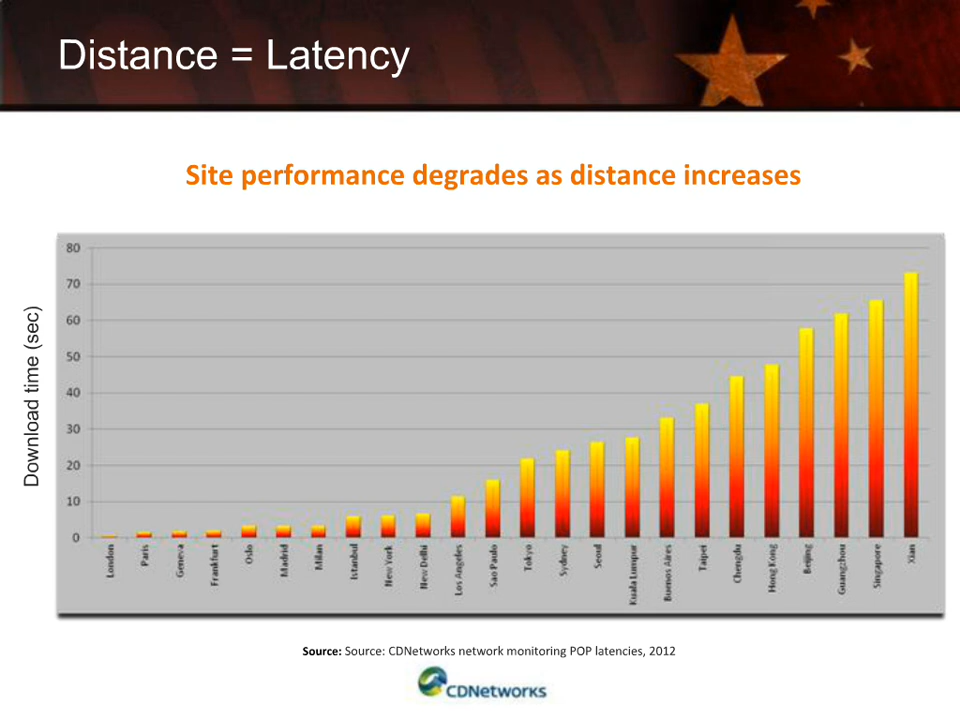 Distance = Latency
Site performance degrades as distance increases
Download time (sec)
80
70
60
50
40
30
20
10
0
London
Paris
Geneva
Frankfurt
Oslo
Madrid
Milan
Istanbul
New York
New Delhi
Los Angeles
Sao Paulo
Tokyo
Sydney
Seoul
Kuala Lumpur
Buenos Aires
Taipei
Chengdu
Hong Kong
Beijing
Guangzhou
Singapore
Xian
Source: Source: CDNetworks network monitoring POP latencies, 2012
CDNetworks